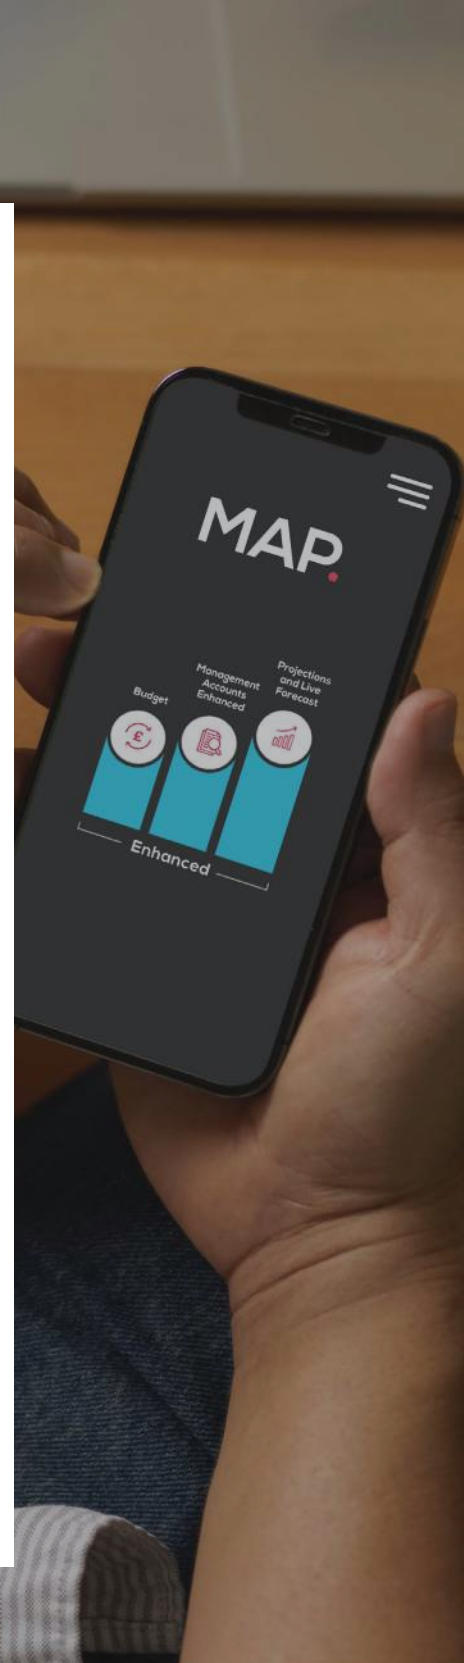 MAP.
Budget
Management
Accounts
Enhanced
Projections
and Live
Forecast
£
Enhanced